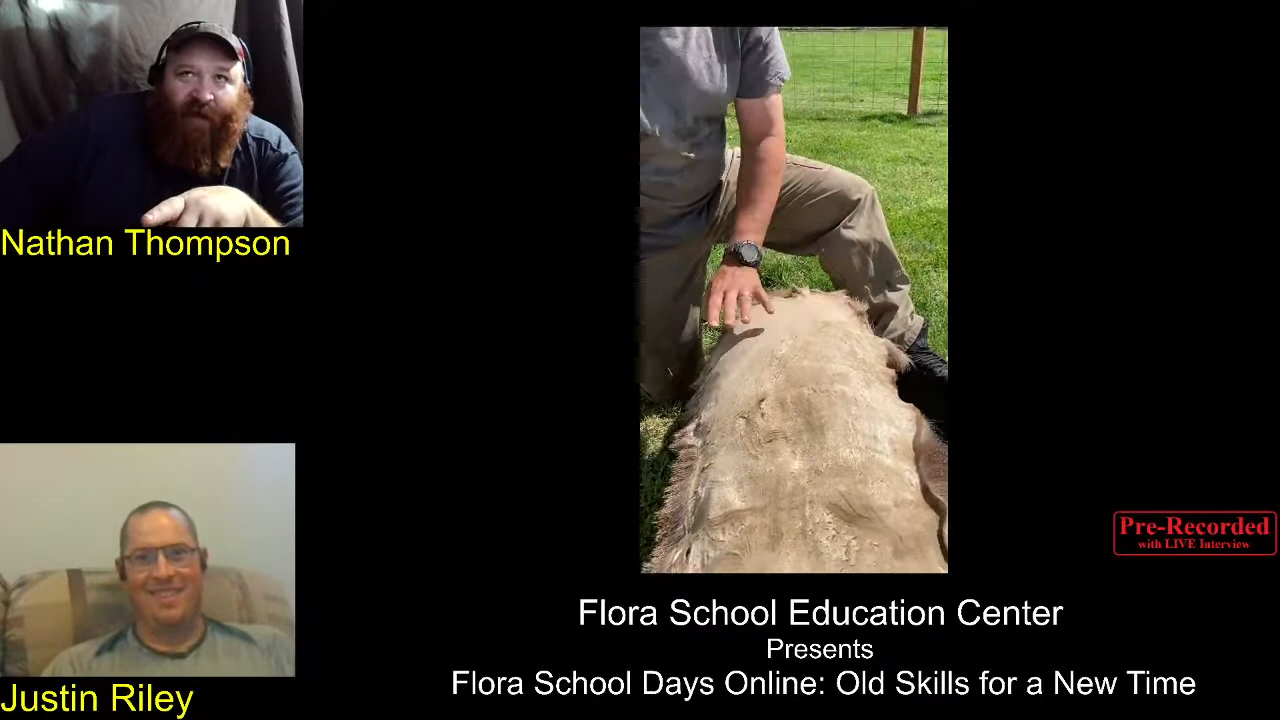 Nathan Thompson
Justin Riley
Pre-Recorded
with LIVE Interview
Flora School Education Center
Presents
Flora School Days Online: Old Skills for a New Time